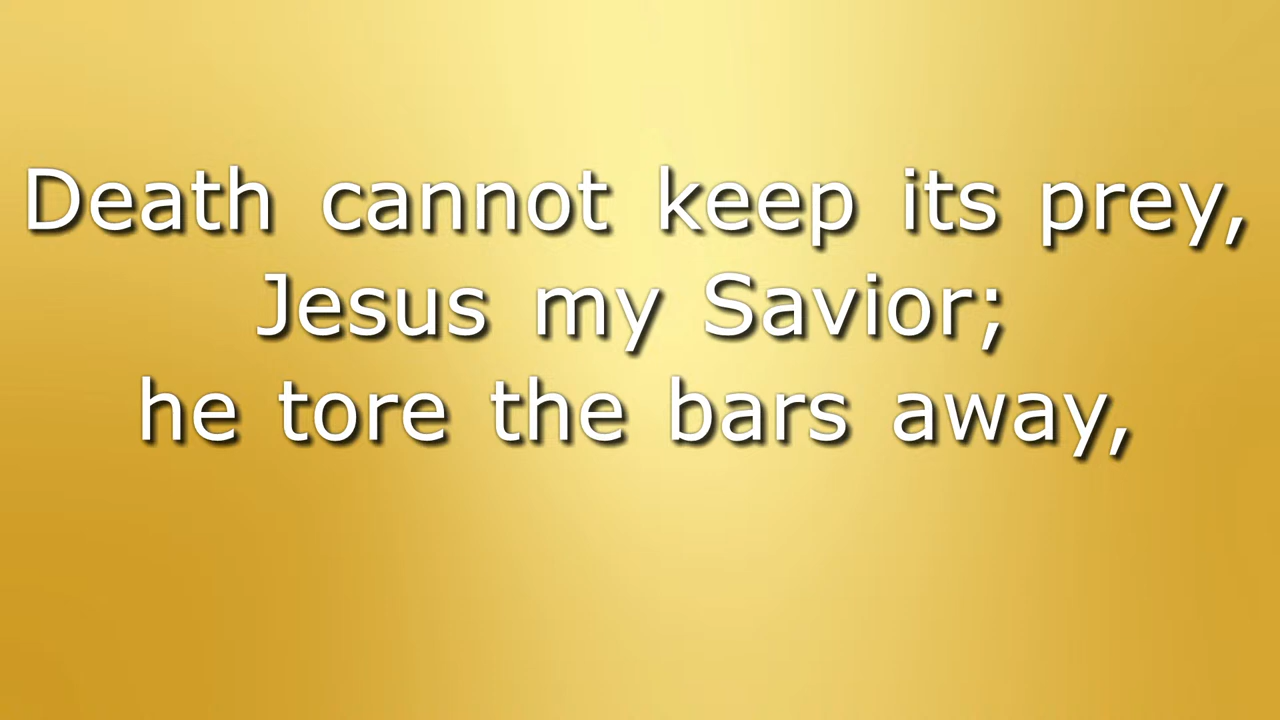 Death cannot keep its prey,
Jesus my Savior;
he tore the bars away,